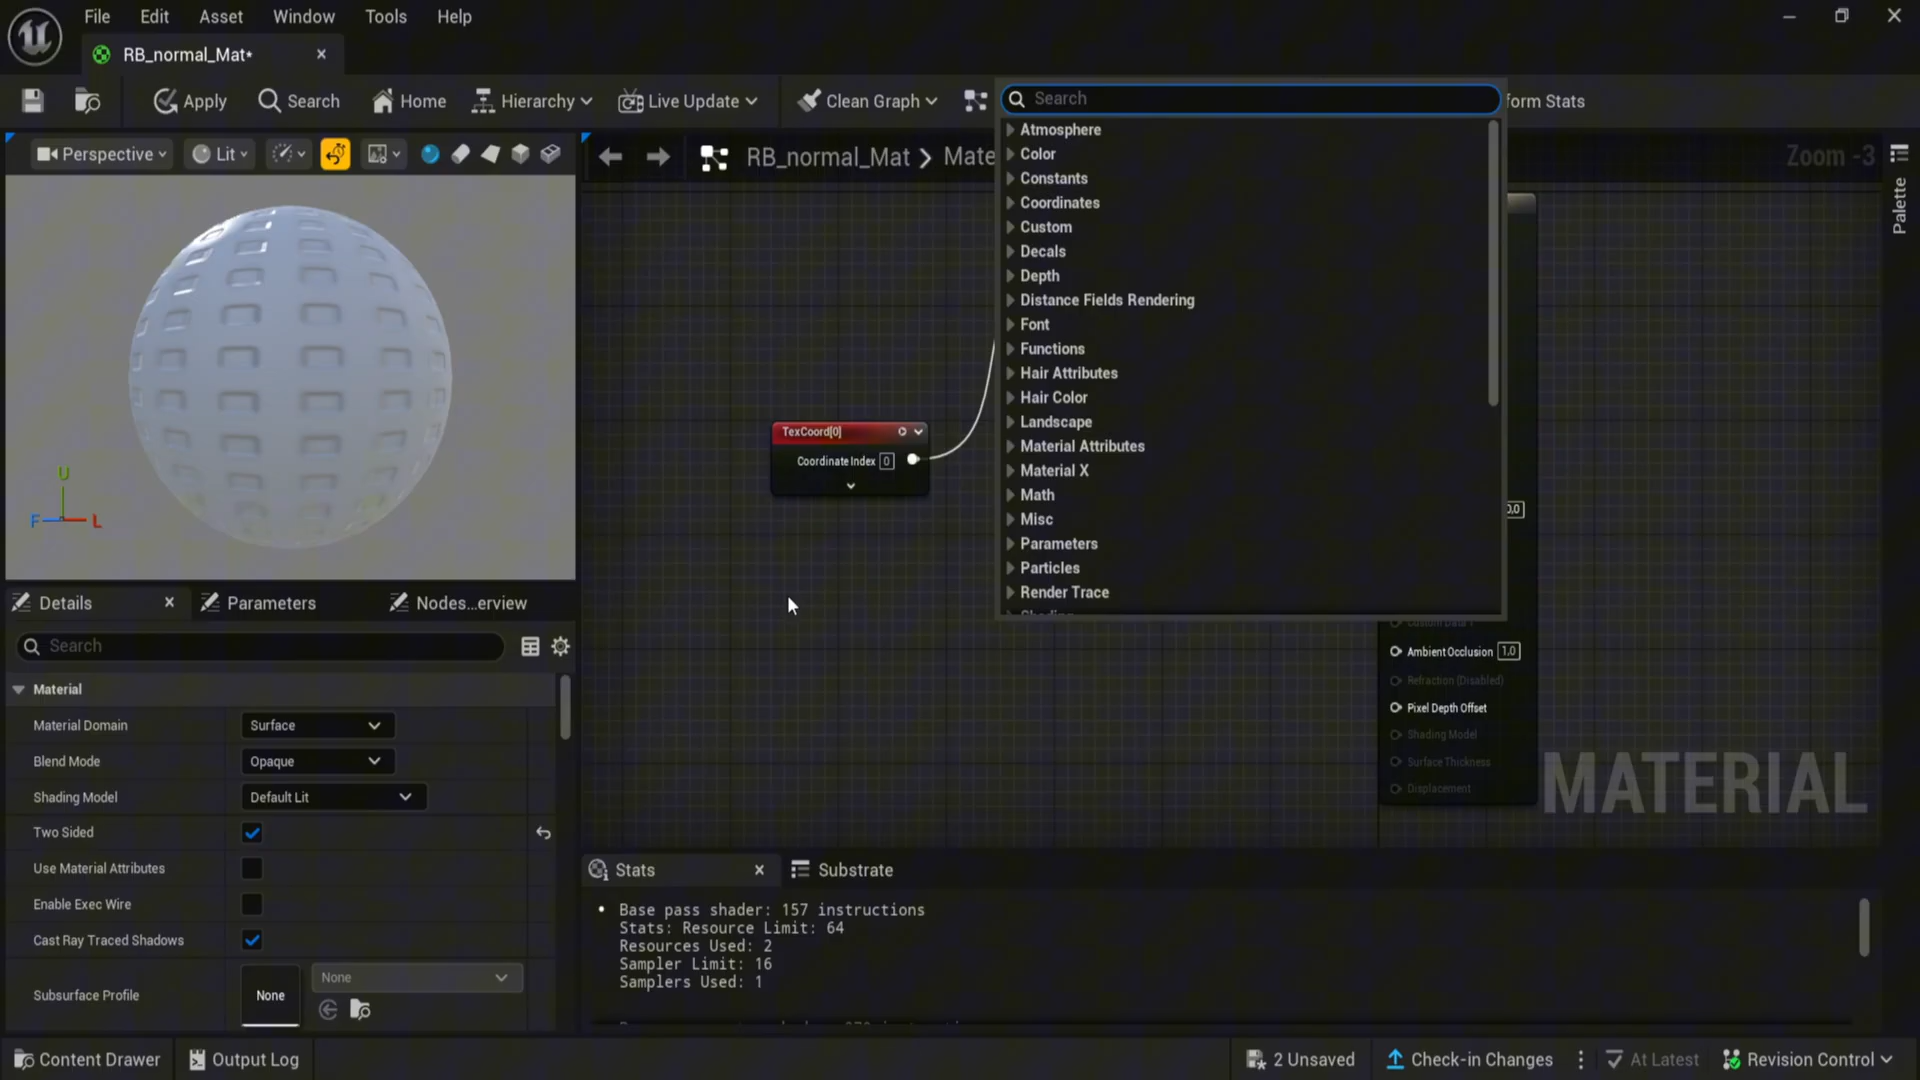 File Edit Asset Window Tools Help
RB_normal_Mat*
Apply Search Home Hierarchy Live Update Clean Graph form Stats
Search
Atmosphere
Color
Constants
Coordinates
Custom
Decals
Depth
Distance Fields Rendering
Font
Functions
Hair Attributes
Hair Color
Landscape
Material Attributes
Material X
Math
Misc
Parameters
Particles
Render Trace
Shading
Perspective Lit
RB_normal_Mat > Mate
Zoom -3
Palette
U
F L
TexCoord[0]
Coordinate Index 0
Custom Data 1
Ambient Occlusion 1.0
Refraction (Disabled)
Pixel Depth Offset
Shading Model
Surface Thickness
Displacement
MATERIAL
Details Parameters Nodes...erview
Search
Material
Material Domain Surface
Blend Mode Opaque
Shading Model Default Lit
Two Sided
Use Material Attributes
Enable Exec Wire
Cast Ray Traced Shadows
Subsurface Profile None None
Stats Substrate
Base pass shader: 157 instructions
Stats: Resource Limit: 64
Resources Used: 2
Sampler Limit: 16
Samplers Used: 1
Content Drawer Output Log 2 Unsaved Check-in Changes At Latest Revision Control